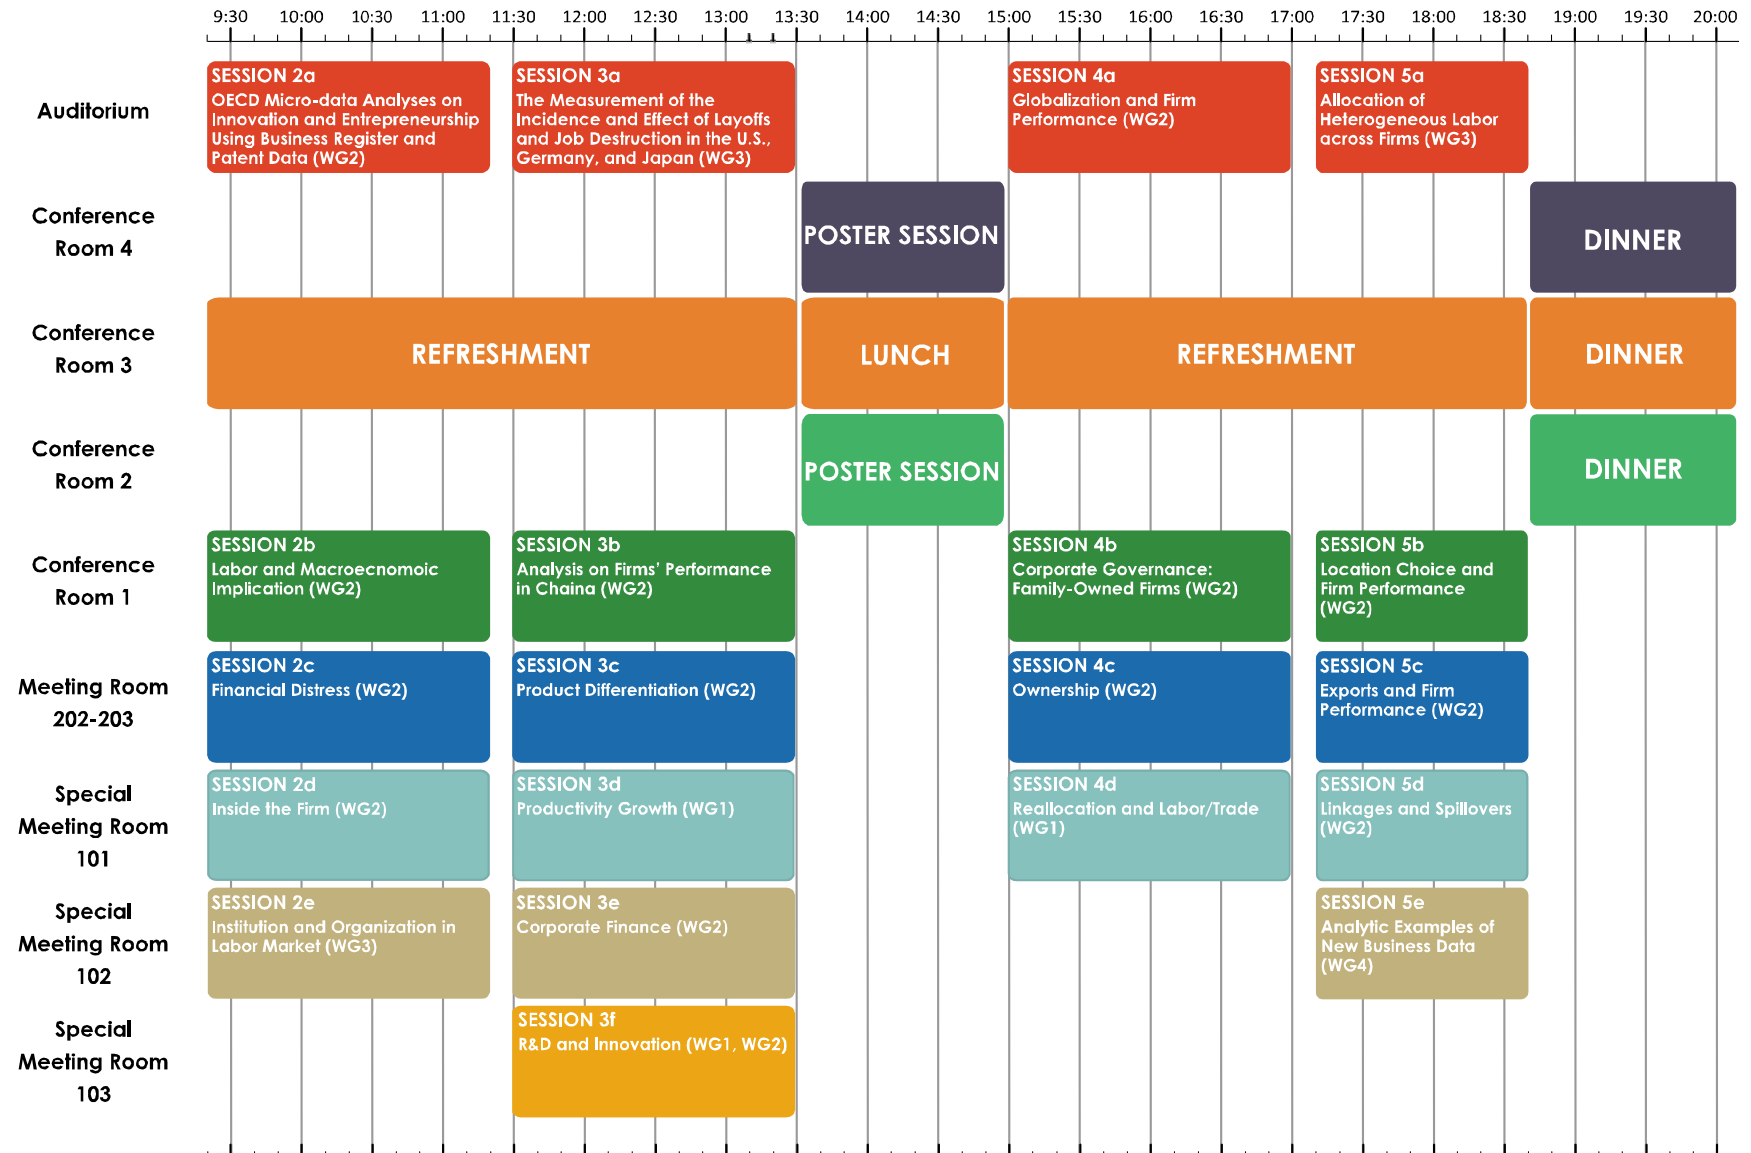 9:30 10:00 10:30 11:00 11:30 12:00 12:30 13:00 13:30 14:00 14:30 15:00 15:30 16:00 16:30 17:00 17:30 18:00 18:30 19:00 19:30 20:00
Auditorium
SESSION 2a
OECD Micro-data Analyses on
Innovation and Entrepreneurship
Using Business Register and
Patent Data (WG2)
SESSION 3a
The Measurement of the
Incidence and Effect of Layoffs
and Job Destruction in the U.S.,
Germany, and Japan (WG3)
SESSION 4a
Globalization and Firm
Performance (WG2)
SESSION 5a
Allocation of
Heterogeneous Labor
across Firms (WG3)
Conference
Room 4
POSTER SESSION
DINNER
Conference
Room 3
REFRESHMENT
LUNCH
REFRESHMENT
DINNER
Conference
Room 2
POSTER SESSION
DINNER
Conference
Room 1
SESSION 2b
Labor and Macroecnomoic
Implication (WG2)
SESSION 3b
Analysis on Firms' Performance
in Chaina (WG2)
SESSION 4b
Corporate Governance:
Family-Owned Firms (WG2)
SESSION 5b
Location Choice and
Firm Performance
(WG2)
Meeting Room
202-203
SESSION 2c
Financial Distress (WG2)
SESSION 3c
Product Differentiation (WG2)
SESSION 4c
Ownership (WG2)
SESSION 5c
Exports and Firm
Performance (WG2)
Special
Meeting Room
101
SESSION 2d
Inside the Firm (WG2)
SESSION 3d
Productivity Growth (WG1)
SESSION 4d
Reallocation and Labor/Trade
(WG1)
SESSION 5d
Linkages and Spillovers
(WG2)
Special
Meeting Room
102
SESSION 2e
Institution and Organization in
Labor Market (WG3)
SESSION 3e
Corporate Finance (WG2)
SESSION 5e
Analytic Examples of
New Business Data
(WG4)
Special
Meeting Room
103
SESSION 3f
R&D and Innovation (WG1, WG2)